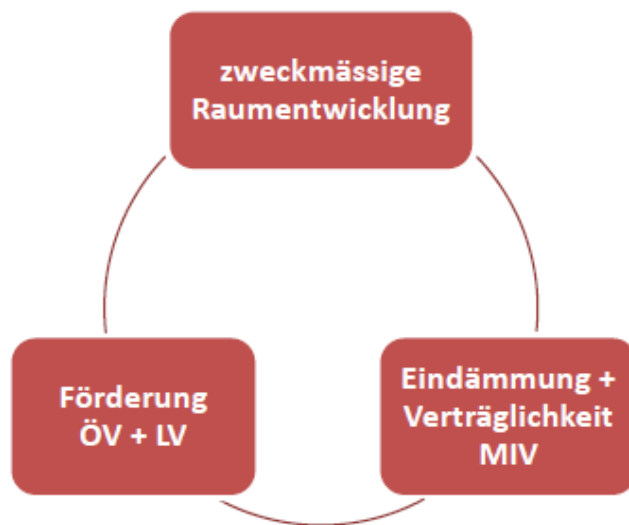 zweckmässige
Raumentwicklung
Förderung
ÖV + LV
Eindämmung +
Verträglichkeit
MIV